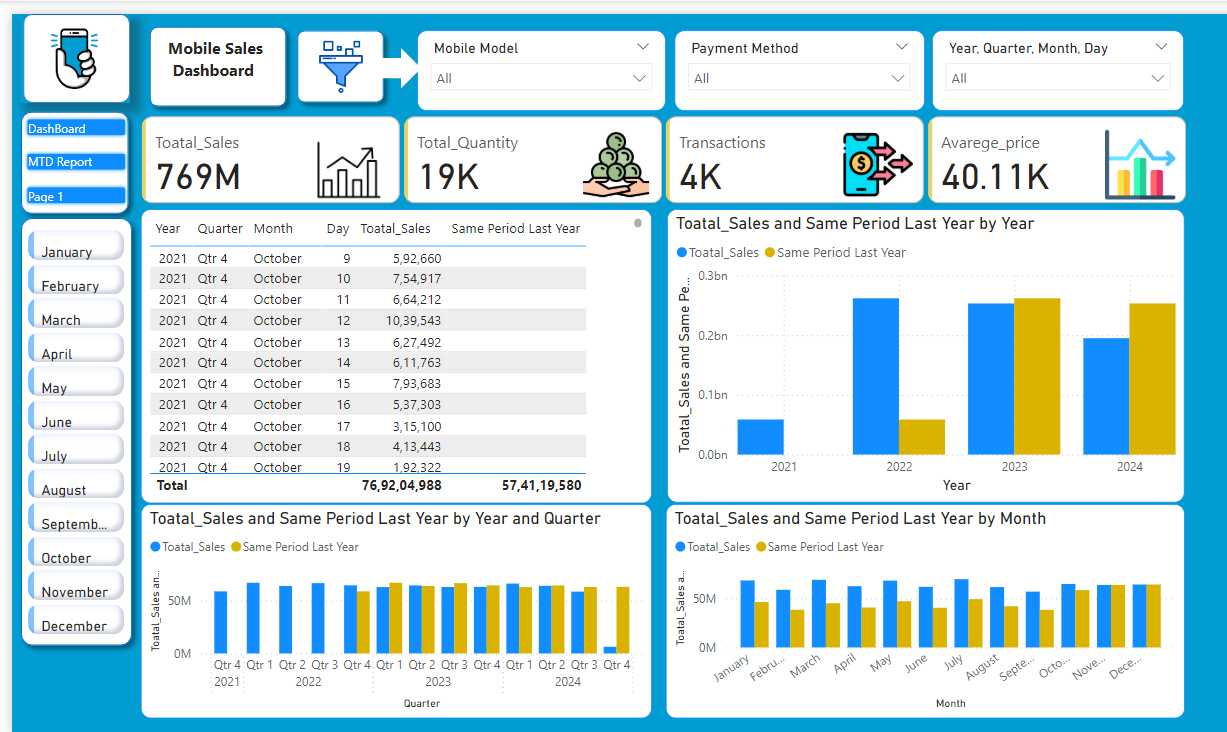 Mobile Sales
Dashboard
Mobile Model
All
Payment Method
All
Year, Quarter, Month, Day
All
DashBoard
MTD Report
Page 1
Toatal_Sales
769M
Total_Quantity
19K
Transactions
4K
Avarege_price
40.11K
January
February
March
April
May
June
July
August
Septemb...
October
November
December
Year Quarter Month Day Toatal_Sales Same Period Last Year
2021 Qtr 4 October 9 5,92,660
2021 Qtr 4 October 10 7,54,917
2021 Qtr 4 October 11 6,64,212
2021 Qtr 4 October 12 10,39,543
2021 Qtr 4 October 13 6,27,492
2021 Qtr 4 October 14 6,11,763
2021 Qtr 4 October 15 7,93,683
2021 Qtr 4 October 16 5,37,303
2021 Qtr 4 October 17 3,15,100
2021 Qtr 4 October 18 4,13,443
2021 Qtr 4 October 19 1,92,322
Total 76,92,04,988 57,41,19,580
Toatal_Sales and Same Period Last Year by Year
Toatal_Sales Same Period Last Year
Toatal_Sales and Same Pe...
0.3bn
0.2bn
0.1bn
0.0bn
2021 2022 2023 2024
Year
Toatal_Sales and Same Period Last Year by Year and Quarter
Toatal_Sales Same Period Last Year
Toatal_Sales an...
50M
0M
Qtr 4 Qtr 1 Qtr 2 Qtr 3 Qtr 4 Qtr 1 Qtr 2 Qtr 3 Qtr 4 Qtr 1 Qtr 2 Qtr 3 Qtr 4
2021 2022 2023 2024
Quarter
Toatal_Sales and Same Period Last Year by Month
Toatal_Sales Same Period Last Year
Toatal_Sales a...
50M
0M
January Febru... March April May June July August Septe... Octo... Nove... Dece...
Month